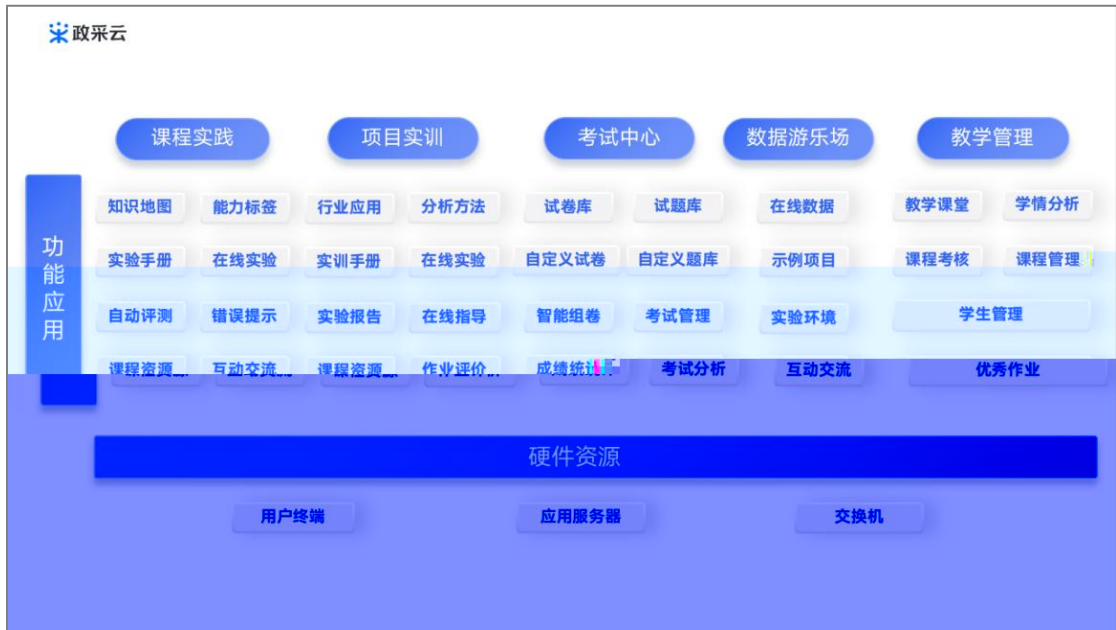 政采云
课程实践 项目实训 考试中心 数据游乐场 教学管理
功能应用
知识地图 能力标签 行业应用 分析方法 试卷库 试题库 在线数据 教学课堂 学情分析
实验手册 在线实验 实训手册 在线实验 自定义试卷 自定义题库 示例项目 课程考核 课程管理
自动评测 错误提示 实验报告 在线指导 智能组卷 考试管理 实验环境 学生管理
课程资源 互动交流 课程资源 作业评价 成绩统 考试分析 互动交流 优秀作业
硬件资源
用户终端 应用服务器 交换机